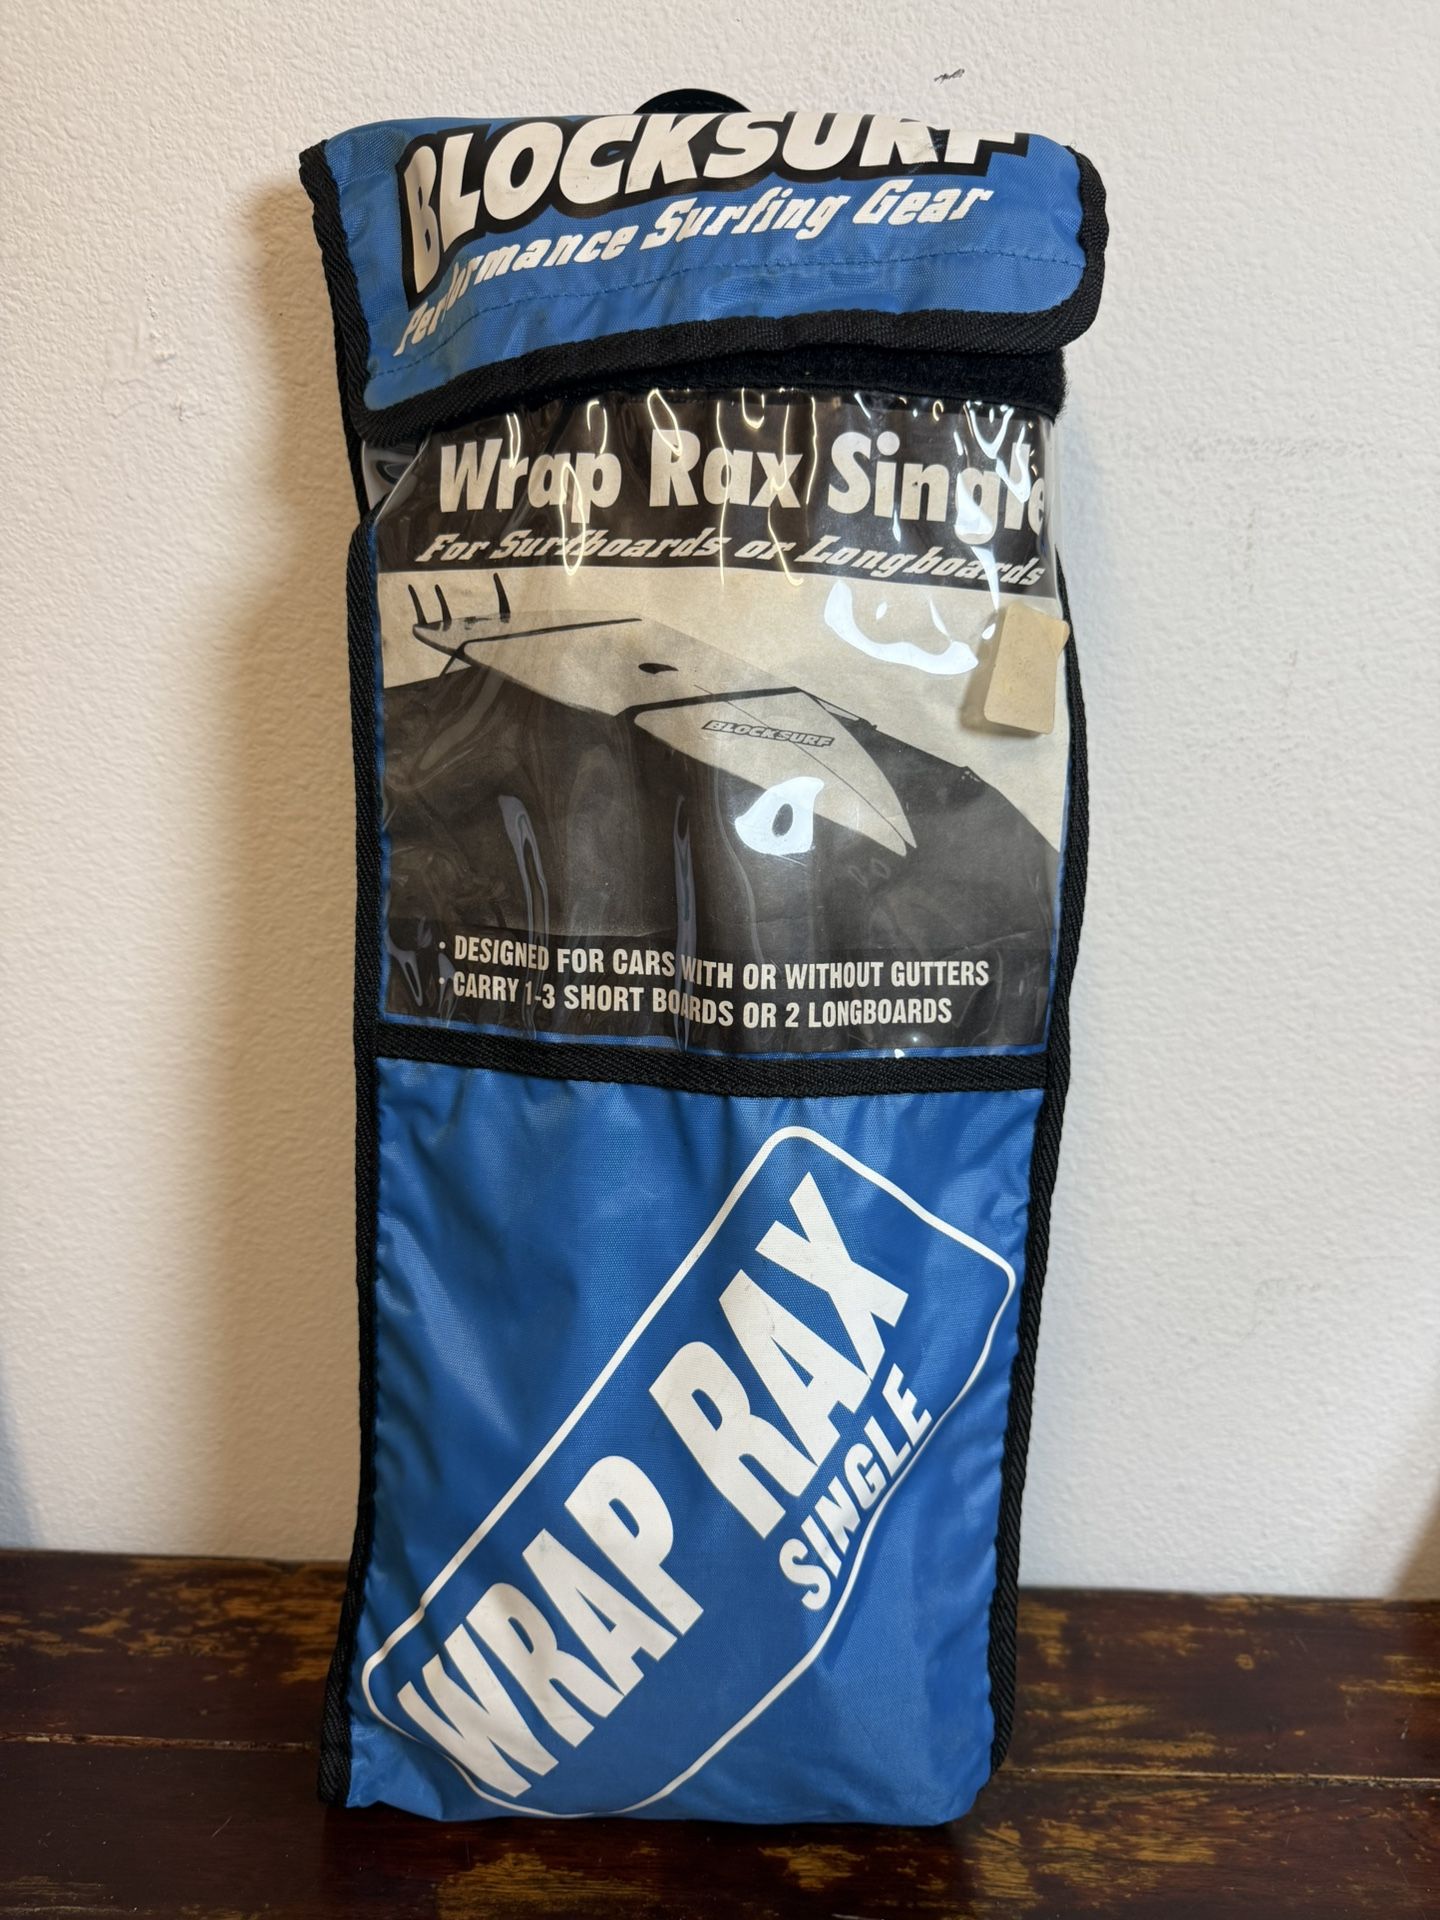 BLOCKSURF
Performance Surfing Gear
Wrap Rax Single
For Surfboards or Longboards
BLOCKSURF
• DESIGNED FOR CARS WITH OR WITHOUT GUTTERS
• CARRY 1-3 SHORT BOARDS OR 2 LONGBOARDS
WRAP RAX
SINGLE